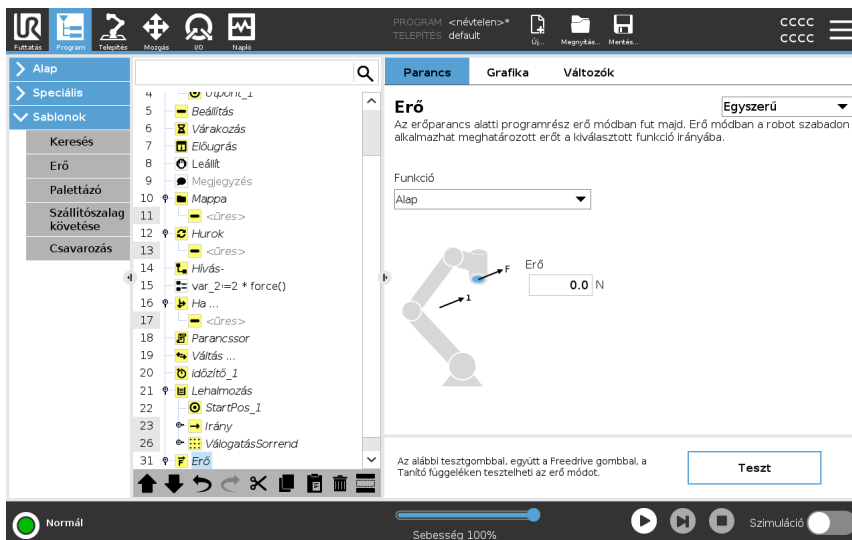 Futtatás
Program
Telepítés
Mozgás
I/O
Napló
PROGRAM <névtelen>*
TELEPÍTÉS default
Új...
Megnyitás...
Mentés...
CCCC
CCCC
Alap
Speciális
Sablonok
Keresés
Erő
Palettázó
Szállítószalag
követése
Csavarozás
4 Útpont_1
5 Beállítás
6 Várakozás
7 Előugrás
8 Leállít
9 Megjegyzés
10 Mappa
11 <üres>
12 Hurok
13 <üres>
14 Hívás-
15 var_2:=2 * force()
16 Ha ...
17 <üres>
18 Parancssor
19 Váltás ...
20 időzítő_1
21 Lehalmozás
22 StartPos_1
23 Irány
26 VálogatásSorrend
31 Erő
Parancs
Grafika
Változók
Erő
Egyszerű
Az erőparancs alatti programrész erő módban fut majd. Erő módban a robot szabadon
alkalmazhat meghatározott erőt a kiválasztott funkció irányába.
Funkció
Alap
F
1
Erő
0.0 N
Az alábbi tesztgombbal, együtt a Freedrive gombbal, a
Tanító függeléken tesztelheti az erő módot.
Teszt
Normál
Sebesség 100%
Szimuláció